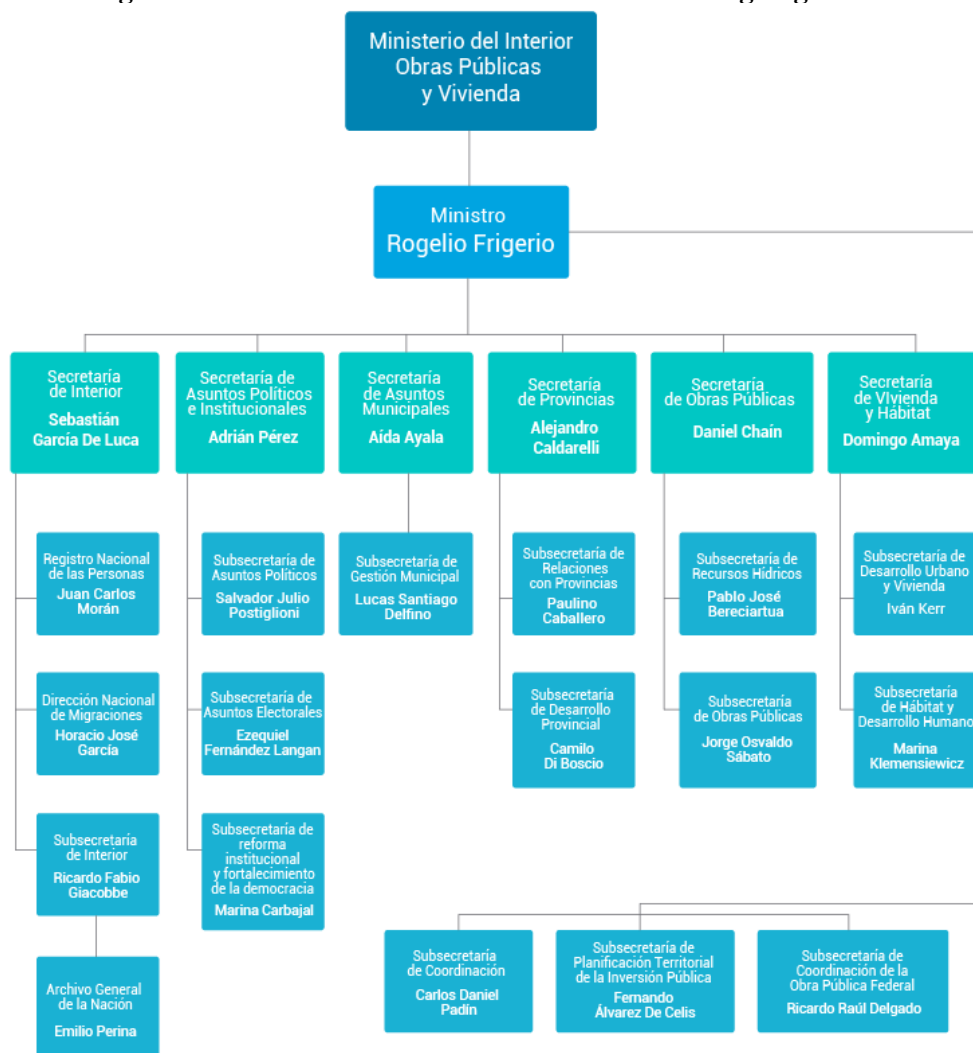 Ministerio del Interior
Obras Públicas
y Vivienda
Ministro
Rogelio Frigerio
Secretaría
de Interior
Sebastián
García De Luca
Secretaría de
Asuntos Políticos
e Institucionales
Adrián Pérez
Secretaría
de Asuntos
Municipales
Aída Ayala
Secretaría
de Provincias
Alejandro
Caldarelli
Secretaría
de Obras Públicas
Daniel Chaín
Secretaría
de VIvienda
y Hábitat
Domingo Amaya
Registro Nacional
de las Personas
Juan Carlos
Morán
Subsecretaría de
Asuntos Políticos
Salvador Julio
Postiglioni
Subsecretaría de
Gestión Municipal
Lucas Santiago
Delfino
Subsecretaría de
Relaciones
con Provincias
Paulino
Caballero
Subsecretaría de
Recursos Hídricos
Pablo José
Bereciartua
Subsecretaría de
Desarrollo Urbano
y Vivienda
Iván Kerr
Dirección Nacional
de Migraciones
Horacio José
García
Subsecretaría de
Asuntos Electorales
Ezequiel
Fernández Langan
Subsecretaría
de Desarrollo
Provincial
Camilo
Di Boscio
Subsecretaría
de Obras Públicas
Jorge Osvaldo
Sábato
Subsecretaría
de Hábitat y
Desarrollo Humano
Marina
Klemensiewicz
Subsecretaría
de Interior
Ricardo Fabio
Giacobbe
Subsecretaría de
reforma
institucional
y fortalecimiento
de la democracia
Marina Carbajal
Archivo General
de la Nación
Emilio Perina
Subsecretaría
de Coordinación
Carlos Daniel
Padín
Subsecretaría de
Planificación Territorial
de la Inversión Pública
Fernando
Álvarez De Celis
Subsecretaría de
Coordinación de la
Obra Pública Federal
Ricardo Raúl Delgado